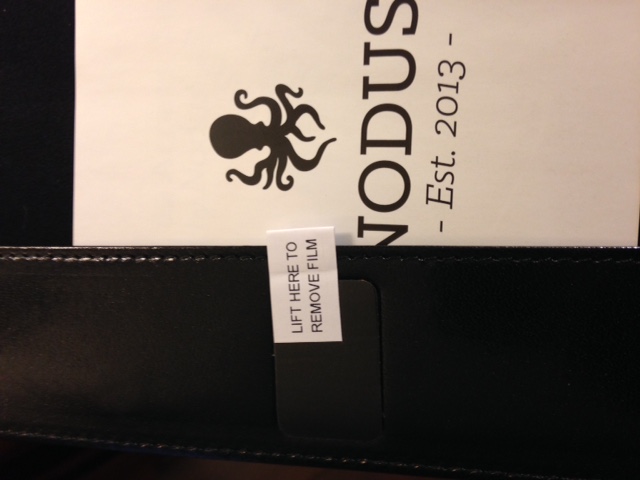 NODUS
- Est. 2013 -
LIFT HERE TO
REMOVE FILM